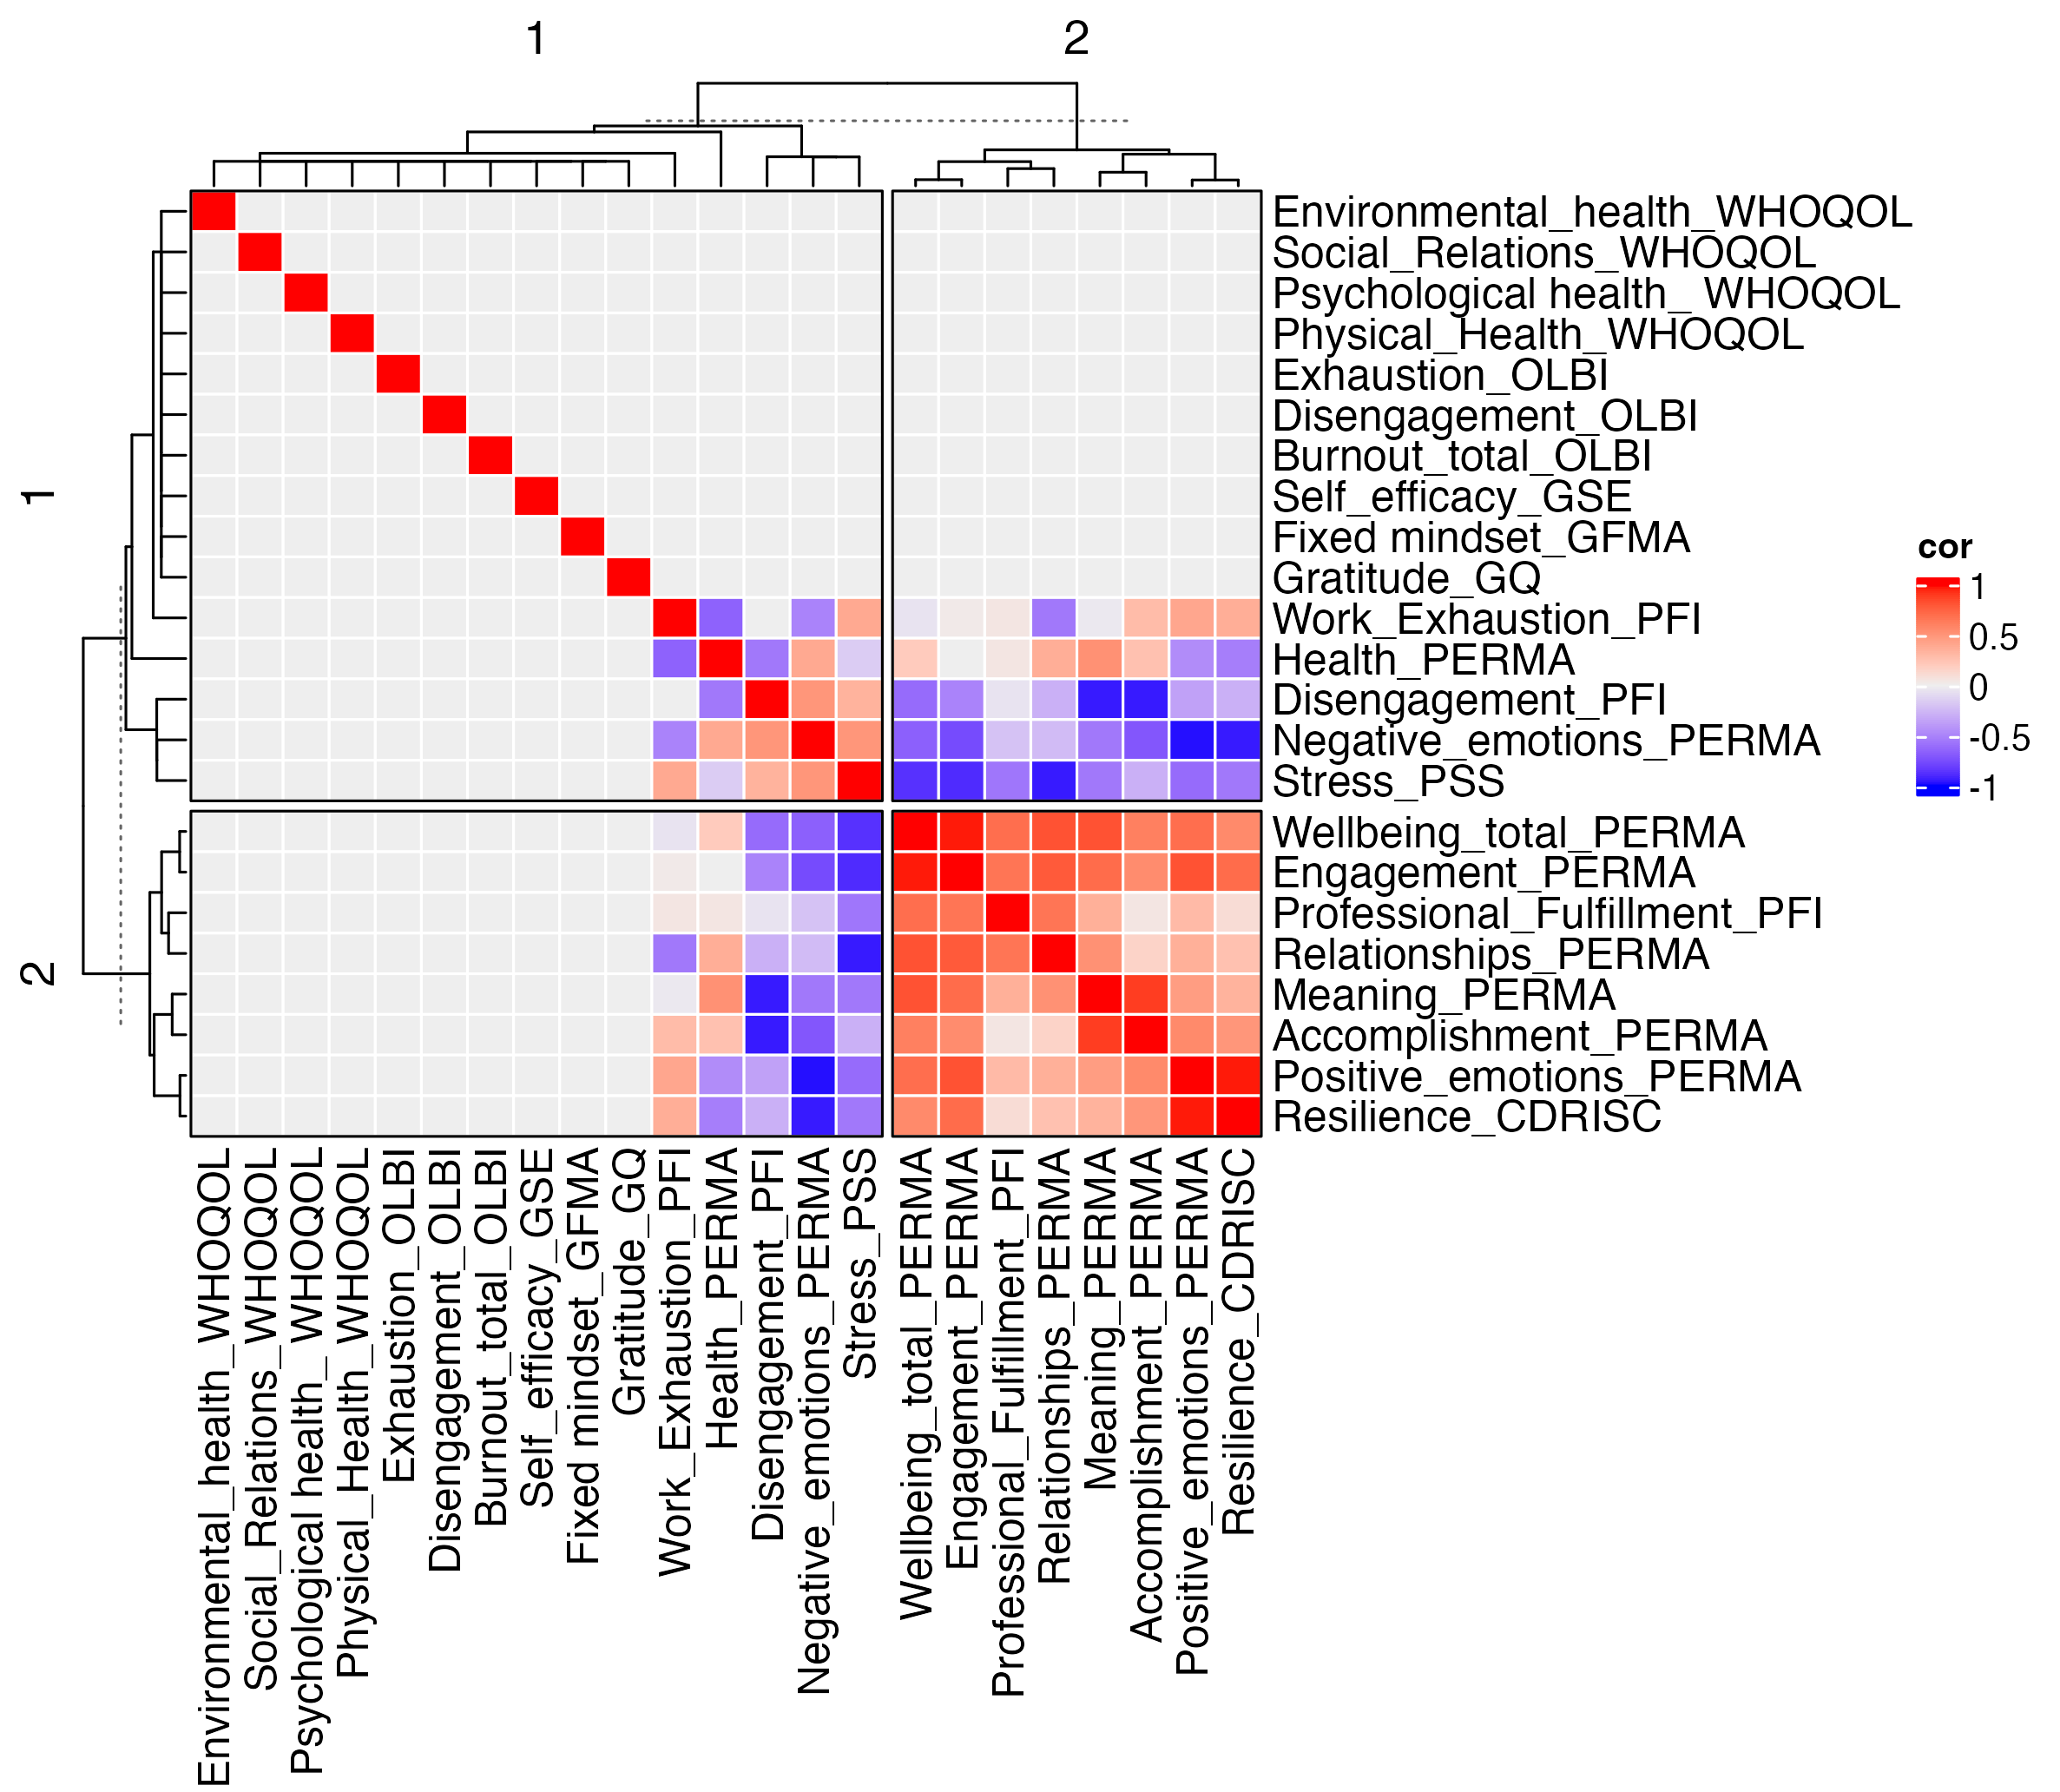 1
2
1
2
Environmental_health_WHOQOL
Social_Relations_WHOQOL
Psychological health_ WHOQOL
Physical_Health_WHOQOL
Exhaustion_OLBI
Disengagement_OLBI
Burnout_total_OLBI
Self_efficacy_GSE
Fixed mindset_GFMA
Gratitude_GQ
Work_Exhaustion_PFI
Health_PERMA
Disengagement_PFI
Negative_emotions_PERMA
Stress_PSS
Wellbeing_total_PERMA
Engagement_PERMA
Professional_Fulfillment_PFI
Relationships_PERMA
Meaning_PERMA
Accomplishment_PERMA
Positive_emotions_PERMA
Resilience_CDRISC
cor
1
0.5
0
-0.5
-1
Environmental_health_WHOQOL
Social_Relations_WHOQOL
Psychological health_ WHOQOL
Physical_Health_WHOQOL
Exhaustion_OLBI
Disengagement_OLBI
Burnout_total_OLBI
Self_efficacy_GSE
Fixed mindset_GFMA
Gratitude_GQ
Work_Exhaustion_PFI
Health_PERMA
Disengagement_PFI
Negative_emotions_PERMA
Stress_PSS
Wellbeing_total_PERMA
Engagement_PERMA
Professional_Fulfillment_PFI
Relationships_PERMA
Meaning_PERMA
Accomplishment_PERMA
Positive_emotions_PERMA
Resilience_CDRISC